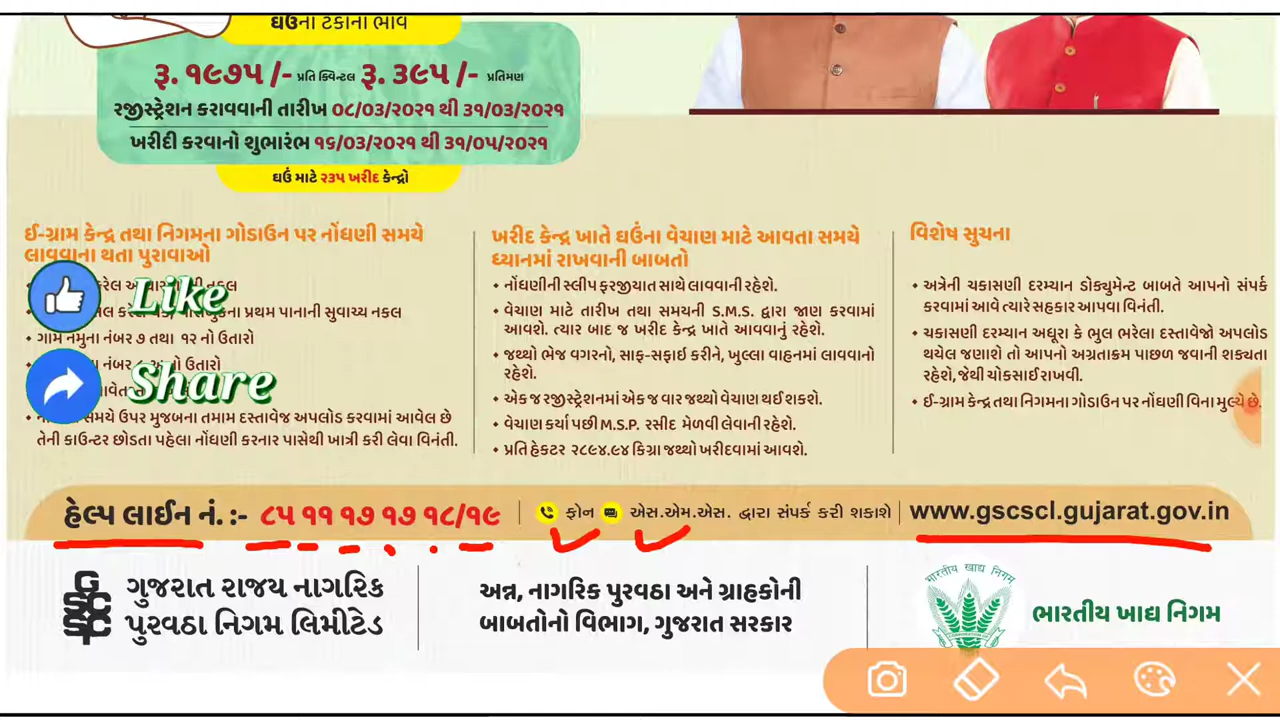 ઘઉંના ટેકાના ભાવ
રૂ. ૧૯૭૫ /- પ્રતિ ક્વિન્ટલ રૂ. ૩૯૫ /- પ્રતિમણ
રજીસ્ટ્રેશન કરાવવાની તારીખ ૦૮/૦૩/૨૦૨૧ થી ૩૧/૦૩/૨૦૨૧
ખરીદી કરવાનો શુભારંભ ૧૬/૦૩/૨૦૨૧ થી ૩૧/૦૫/૨૦૨૧
ઘઉં માટે ૨૩૫ ખરીદ કેન્દ્રો
ઈ-ગ્રામ કેન્દ્ર તથા નિગમના ગોડાઉન પર નોંધણી સમયે
લાવવાના થતા પુરાવાઓ
નકલ
Like
પ્રથમ પાનાની સુવાચ્ય નકલ
ગામ નમુના નંબર ૭ તથા ૧૨ નો ઉતારો
નંબર
ઉતારો
Share
સમયે ઉપર મુજબના તમામ દસ્તાવેજ અપલોડ કરવામાં આવેલ છે
તેની કાઉન્ટર છોડતા પહેલા નોંધણી કરનાર પાસેથી ખાત્રી કરી લેવા વિનંતી.
ખરીદ કેન્દ્ર ખાતે ઘઉંના વેચાણ માટે આવતા સમયે
ધ્યાનમાં રાખવાની બાબતો
• નોંધણીની સ્લીપ ફરજીયાત સાથે લાવવાની રહેશે.
• વેચાણ માટે તારીખ તથા સમયની S.M.S. દ્વારા જાણ કરવામાં
આવશે. ત્યાર બાદ જ ખરીદ કેન્દ્ર ખાતે આવવાનું રહેશે.
• જથ્થો ભેજ વગરનો, સાફ-સફાઇ કરીને, ખુલ્લા વાહનમાં લાવવાનો
રહેશે.
• એક જ રજીસ્ટ્રેશનમાં એક જ વાર જથ્થો વેચાણ થઈ શકશે.
• વેચાણ કર્યા પછી M.S.P. રસીદ મેળવી લેવાની રહેશે.
• પ્રતિ હેકટર ૨૮૯૪.૯૪ કિગ્રા જથ્થો ખરીદવામાં આવશે.
વિશેષ સુચના
• અત્રેની ચકાસણી દરમ્યાન ડોક્યુમેન્ટ બાબતે આપનો સંપર્ક
કરવામાં આવે ત્યારે સહકાર આપવા વિનંતી.
• ચકાસણી દરમ્યાન અધૂરા કે ભુલ ભરેલા દસ્તાવેજો અપલોડ
થયેલ જણાશે તો આપનો અગ્રતાક્રમ પાછળ જવાની શક્યતા
રહેશે, જેથી ચોકસાઈ રાખવી.
• ઈ-ગ્રામ કેન્દ્ર તથા નિગમના ગોડાઉન પર નોંધણી વિના મુલ્યે છે.
હેલ્પ લાઈન નં. :- ૮૫ ૧૧ ૧૭ ૧૭ ૧૮/૧૯ | ફોન એસ.એમ.એસ. દ્વારા સંપર્ક કરી શકાશે | www.gscscl.gujarat.gov.in
ગુજરાત રાજ્ય નાગરિક
પુરવઠા નિગમ લિમીટેડ
અન્ન, નાગરિક પુરવઠા અને ગ્રાહકોની
બાબતોનો વિભાગ, ગુજરાત સરકાર
भारतीय खाद्य निगम
ભારતીય ખાદ્ય નિગમ